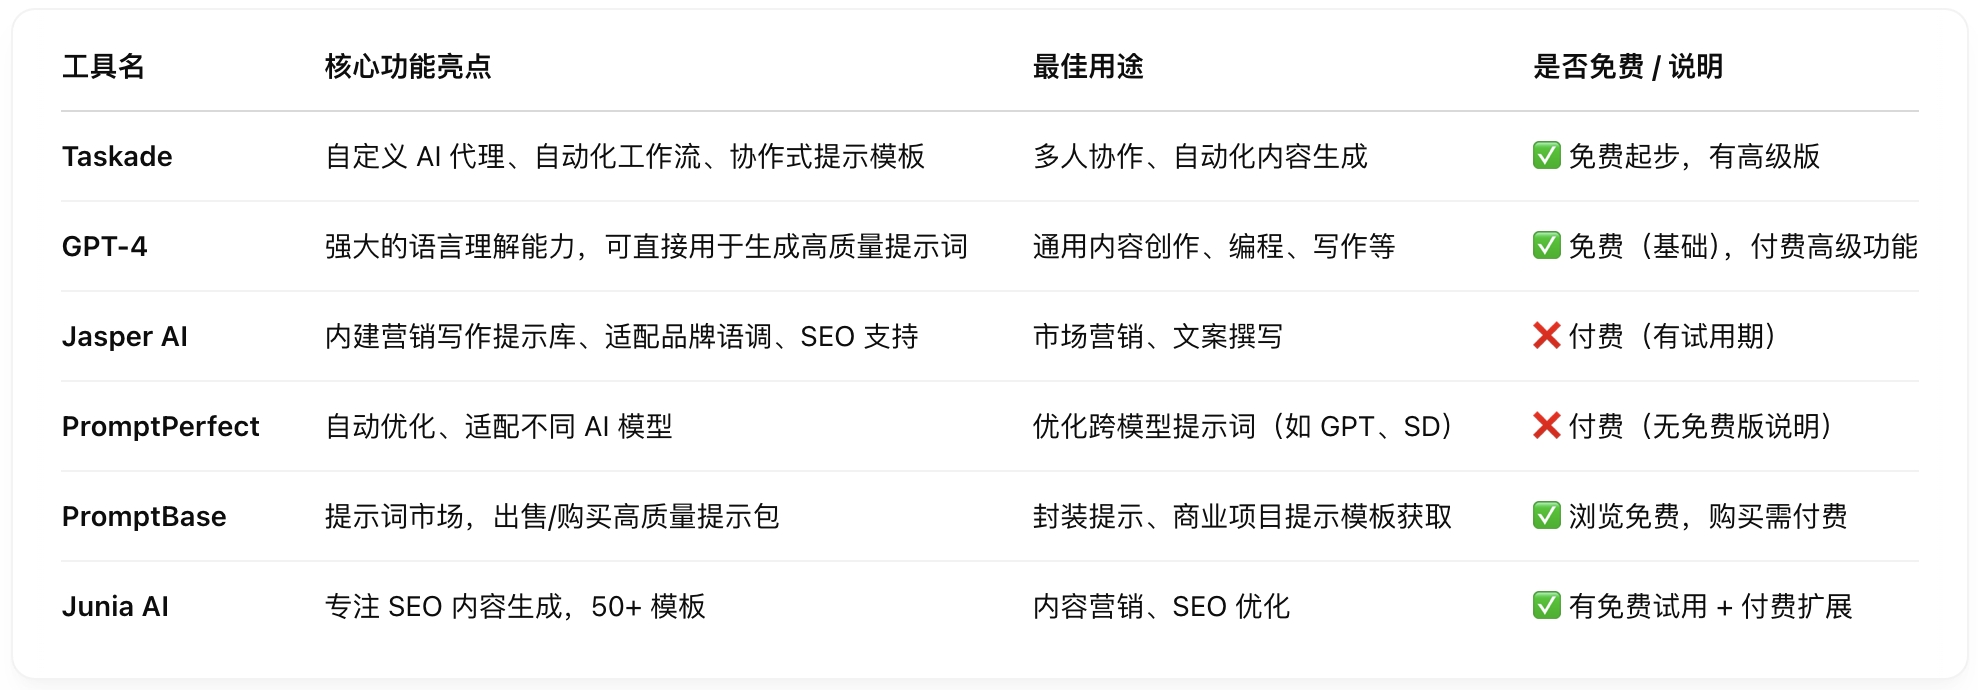 工具名 核心功能亮点 最佳用途 是否免费 / 说明
Taskade 自定义 AI 代理、自动化工作流、协作式提示模板 多人协作、自动化内容生成 ✅ 免费起步，有高级版
GPT-4 强大的语言理解能力，可直接用于生成高质量提示词 通用内容创作、编程、写作等 ✅ 免费（基础），付费高级功能
Jasper AI 内建营销写作提示库、适配品牌语调、SEO 支持 市场营销、文案撰写 ❌ 付费（有试用期）
PromptPerfect 自动优化、适配不同 AI 模型 优化跨模型提示词（如 GPT、SD） ❌ 付费（无免费版说明）
PromptBase 提示词市场，出售/购买高质量提示包 封装提示、商业项目提示模板获取 ✅ 浏览免费，购买需付费
Junia AI 专注 SEO 内容生成，50+ 模板 内容营销、SEO 优化 ✅ 有免费试用 + 付费扩展